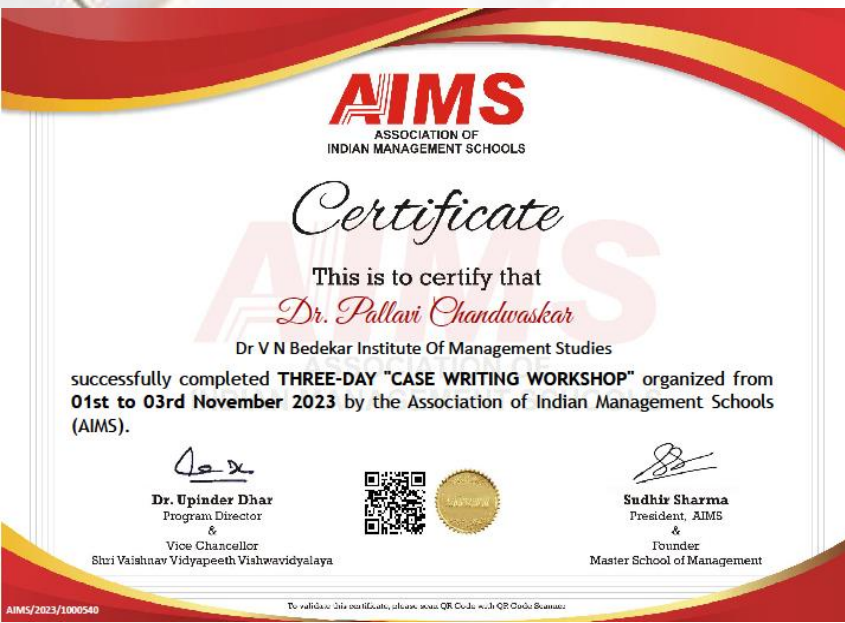 AIMS
ASSOCIATION OF
INDIAN MANAGEMENT SCHOOLS
Certificate
This is to certify that
Dr. Pallavi Chandwaskar
Dr V N Bedekar Institute Of Management Studies
successfully completed THREE-DAY "CASE WRITING WORKSHOP" organized from
01st to 03rd November 2023 by the Association of Indian Management Schools
(AIMS).
Dr. Upinder Dhar
Program Director
&
Vice Chancellor
Shri Vaishnav Vidyapeeth Vishwavidyalaya
Sudhir Sharma
President, AIMS
&
Founder
Master School of Management
AIMS/2023/1000540
To validate this certificate, please scan QR Code with QR Code Scanner